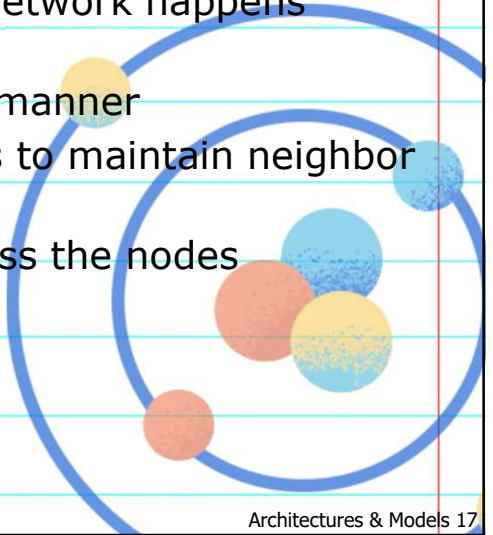 etwork happens
manner
s to maintain neighbor
ss the nodes
Architectures & Models 17